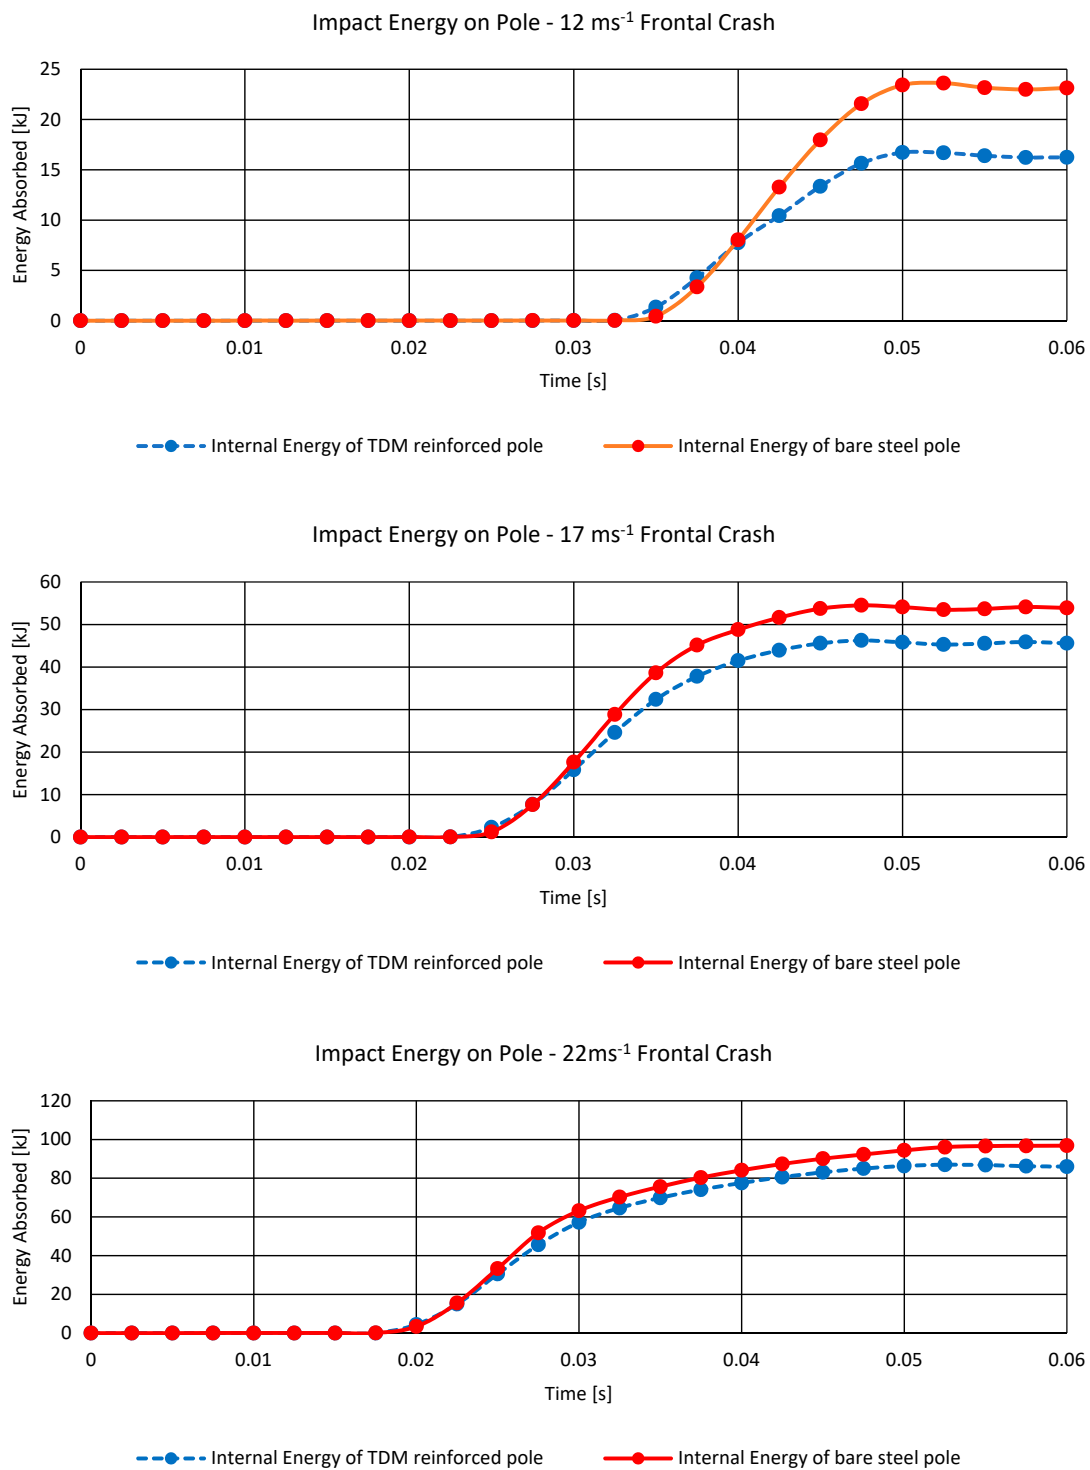 Impact Energy on Pole - 12 ms⁻¹ Frontal Crash
Energy Absorbed [kJ]
25
20
15
10
5
0
0 0.01 0.02 0.03 0.04 0.05 0.06
Time [s]
Internal Energy of TDM reinforced pole Internal Energy of bare steel pole
Impact Energy on Pole - 17 ms⁻¹ Frontal Crash
Energy Absorbed [kJ]
60
50
40
30
20
10
0
0 0.01 0.02 0.03 0.04 0.05 0.06
Time [s]
Internal Energy of TDM reinforced pole Internal Energy of bare steel pole
Impact Energy on Pole - 22ms⁻¹ Frontal Crash
Energy Absorbed [kJ]
120
100
80
60
40
20
0
0 0.01 0.02 0.03 0.04 0.05 0.06
Time [s]
Internal Energy of TDM reinforced pole Internal Energy of bare steel pole